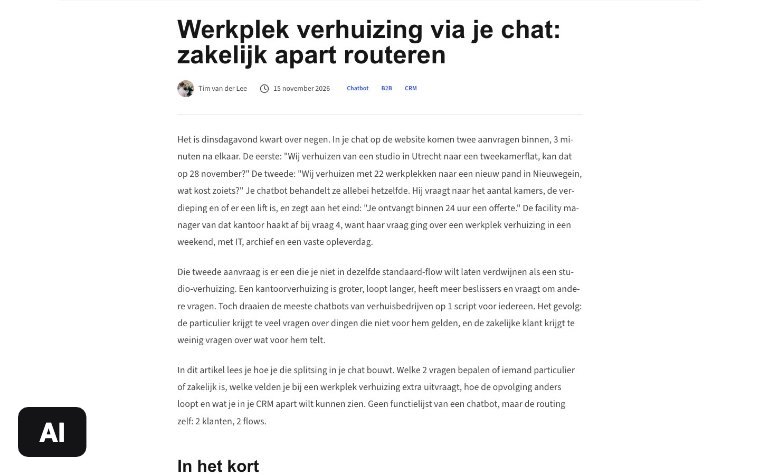 Werkplek verhuizing via je chat:
zakelijk apart routeren
Tim van der Lee 15 november 2026 Chatbot B2B CRM
Het is dinsdagavond kwart over negen. In je chat op de website komen twee aanvragen binnen, 3 mi-
nuten na elkaar. De eerste: "Wij verhuizen van een studio in Utrecht naar een tweekamerflat, kan dat
op 28 november?" De tweede: "Wij verhuizen met 22 werkplekken naar een nieuw pand in Nieuwegein,
wat kost zoiets?" Je chatbot behandelt ze allebei hetzelfde. Hij vraagt naar het aantal kamers, de ver-
dieping en of er een lift is, en zegt aan het eind: "Je ontvangt binnen 24 uur een offerte." De facility ma-
nager van dat kantoor haakt af bij vraag 4, want haar vraag ging over een werkplek verhuizing in een
weekend, met IT, archief en een vaste opleverdag.
Die tweede aanvraag is er een die je niet in dezelfde standaard-flow wilt laten verdwijnen als een stu-
dio-verhuizing. Een kantoorverhuizing is groter, loopt langer, heeft meer beslissers en vraagt om ande-
re vragen. Toch draaien de meeste chatbots van verhuisbedrijven op 1 script voor iedereen. Het gevolg:
de particulier krijgt te veel vragen over dingen die niet voor hem gelden, en de zakelijke klant krijgt te
weinig vragen over wat voor hem telt.
In dit artikel lees je hoe je die splitsing in je chat bouwt. Welke 2 vragen bepalen of iemand particulier
of zakelijk is, welke velden je bij een werkplek verhuizing extra uitvraagt, hoe de opvolging anders
loopt en wat je in je CRM apart wilt kunnen zien. Geen functielijst van een chatbot, maar de routing
zelf: 2 klanten, 2 flows.
In het kort
AI